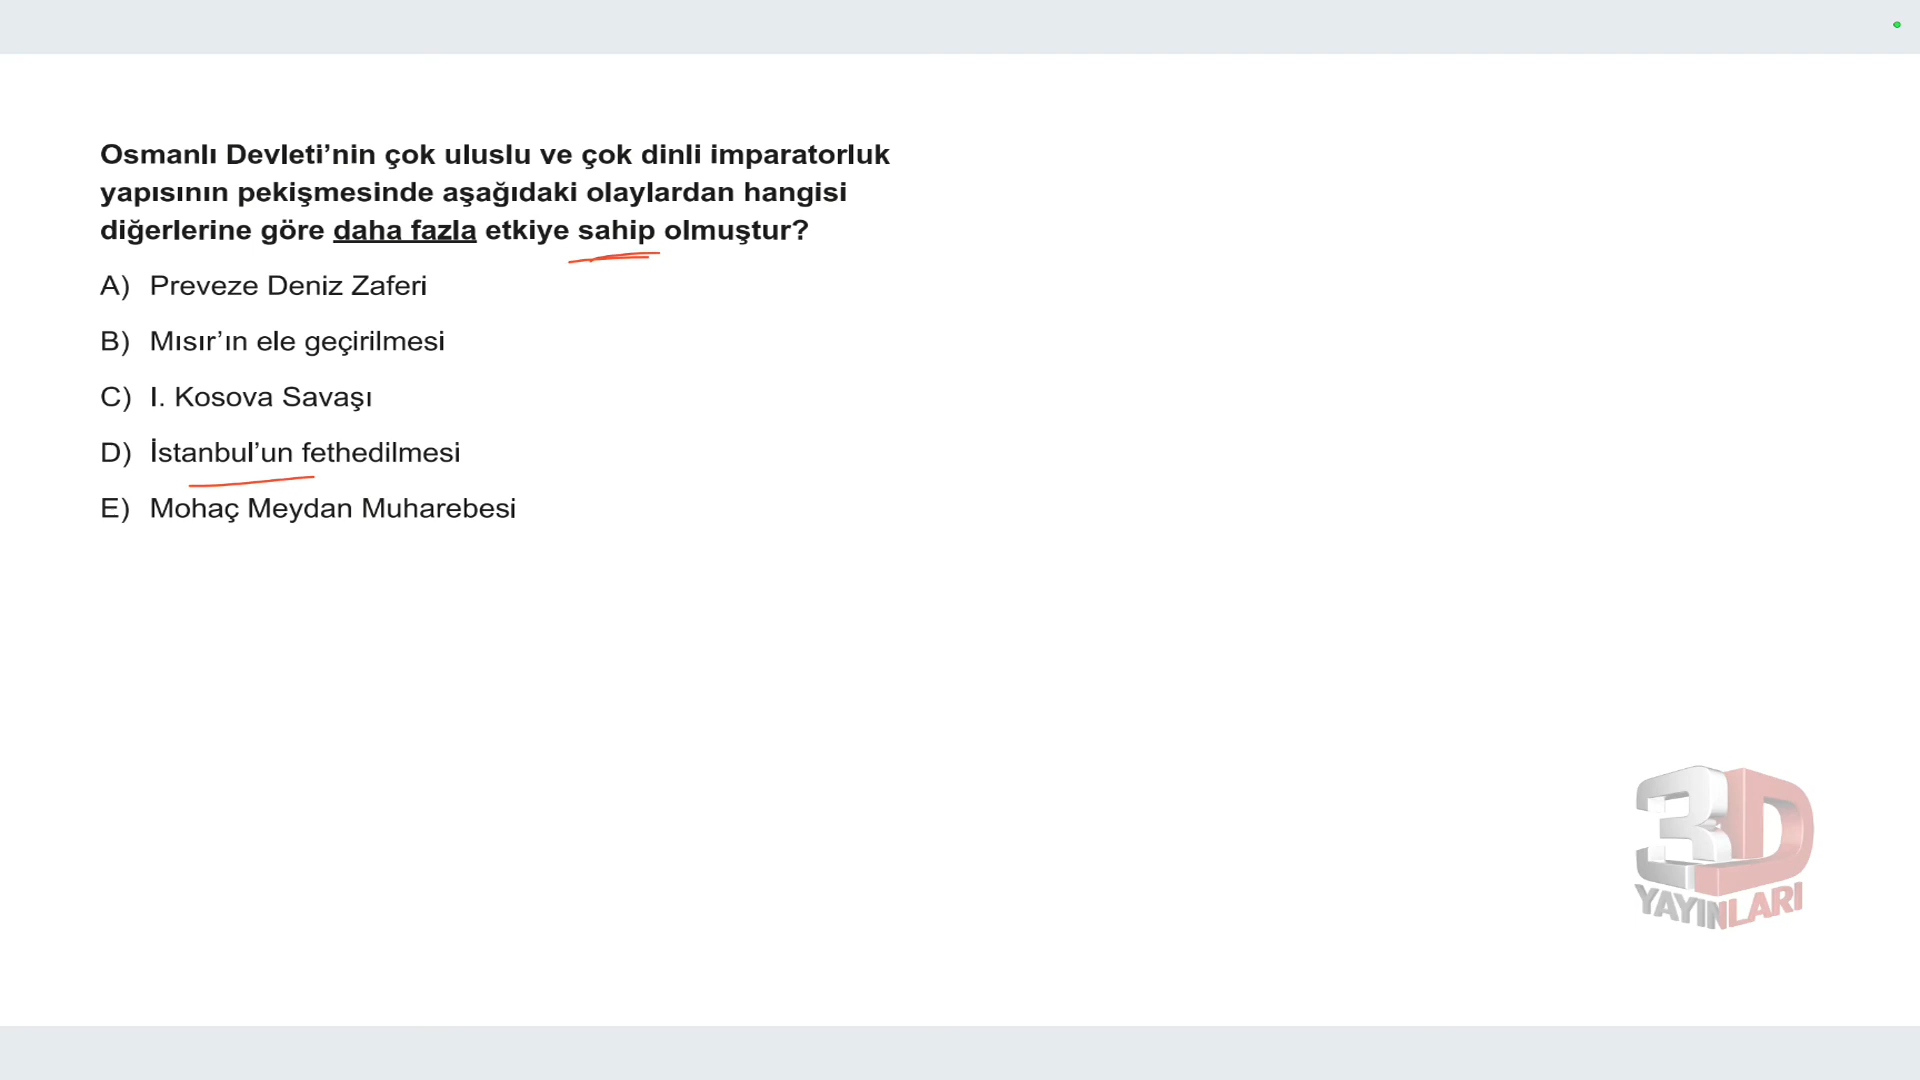 Osmanlı Devleti’nin çok uluslu ve çok dinli imparatorluk
yapısının pekişmesinde aşağıdaki olaylardan hangisi
diğerlerine göre daha fazla etkiye sahip olmuştur?
A) Preveze Deniz Zaferi
B) Mısır’ın ele geçirilmesi
C) I. Kosova Savaşı
D) İstanbul’un fethedilmesi
E) Mohaç Meydan Muharebesi
3D
YAYINLARI